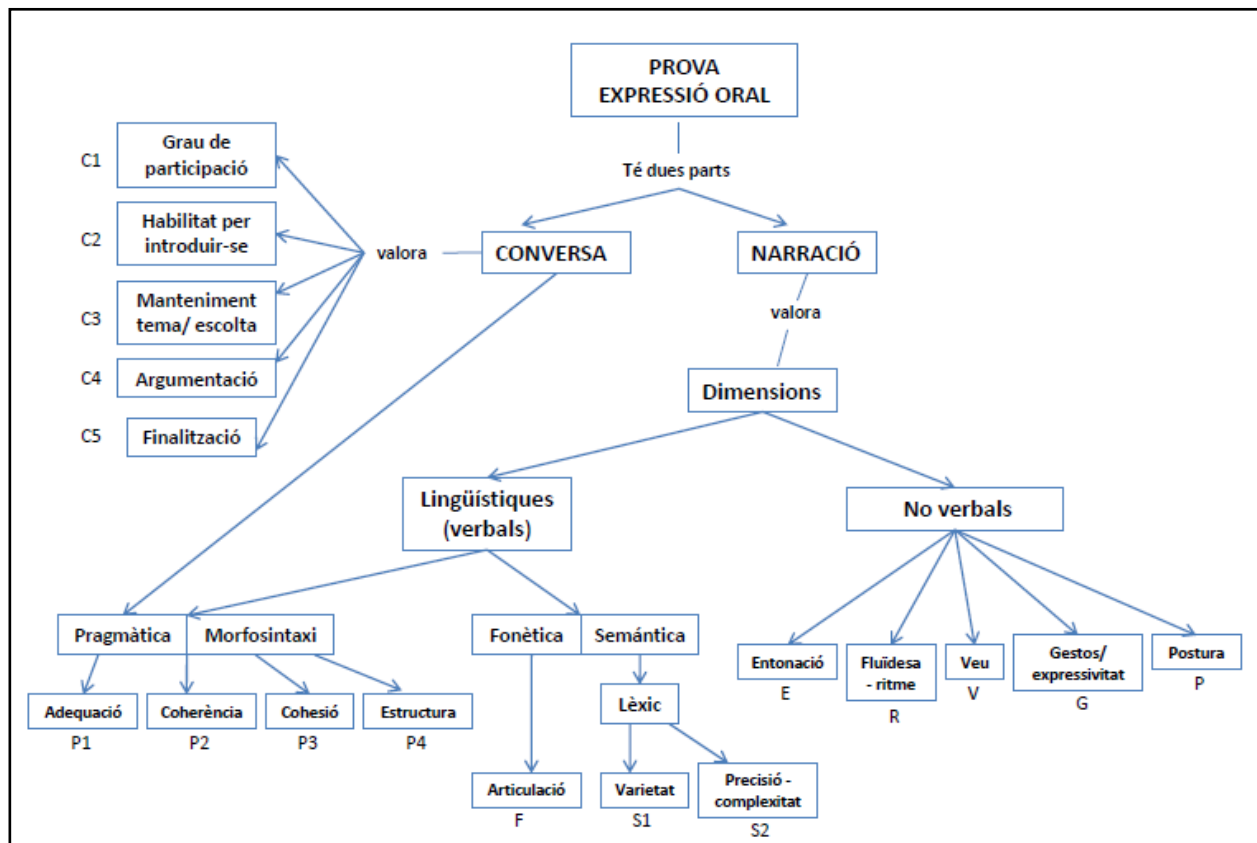 PROVA
EXPRESSIÓ ORAL
Té dues parts
C1
Grau de
participació
C2
Habilitat per
introduir-se
C3
Manteniment
tema/ escolta
C4
Argumentació
C5
Finalització
valora
CONVERSA
NARRACIÓ
valora
Dimensions
Lingüístiques
(verbals)
No verbals
Pragmàtica
Morfosintaxi
Fonètica
Semántica
Adequació
P1
Coherència
P2
Cohesió
P3
Estructura
P4
Lèxic
Articulació
F
Varietat
S1
Precisió -
complexitat
S2
Entonació
E
Fluïdesa
- ritme
R
Veu
V
Gestos/
expressivitat
G
Postura
P